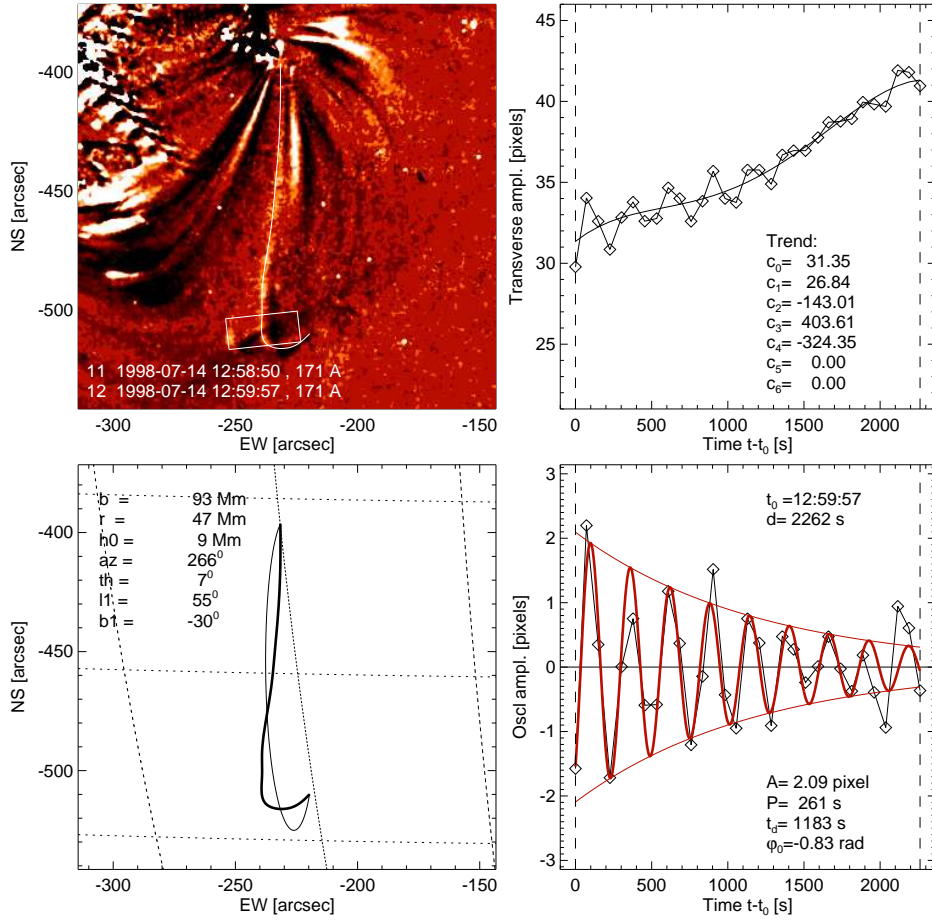 -400
-450
-500
NS [arcsec]
11 1998-07-14 12:58:50 , 171 A
12 1998-07-14 12:59:57 , 171 A
-300
-250
-200
-150
EW [arcsec]
40
35
30
25
Transverse ampl. [pixels]
Trend:
c₀= 31.35
c₁= 26.84
c₂= -143.01
c₃= 403.61
c₄= -324.35
c₅= 0.00
c₆= 0.00
0
500
1000
1500
2000
Time t-t₀ [s]
b = 93 Mm
r = 47 Mm
h0 = 9 Mm
az = 266⁰
th = 7⁰
l1 = 55⁰
b1 = -30⁰
-400
-450
-500
NS [arcsec]
-300
-250
-200
-150
EW [arcsec]
t₀ :12:59:57
d= 2262 s
3
2
1
0
-1
-2
-3
Oscl ampl. [pixels]
A= 2.09 pixel
P= 261 s
t_d= 1183 s
φ₀=-0.83 rad
0
500
1000
1500
2000
Time t-t₀ [s]